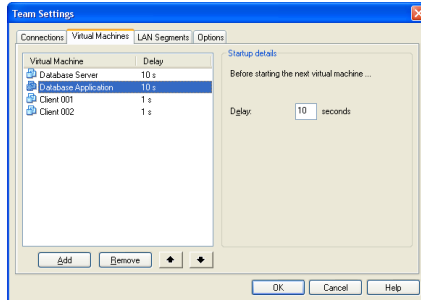 Team Settings
Connections Virtual Machines LAN Segments Options
Virtual Machine Delay
Database Server 10 s
Database Application 10 s
Client 001 1 s
Client 002 1 s
Startup details
Before starting the next virtual machine ...
Delay: 10 seconds
Add Remove
OK Cancel Help